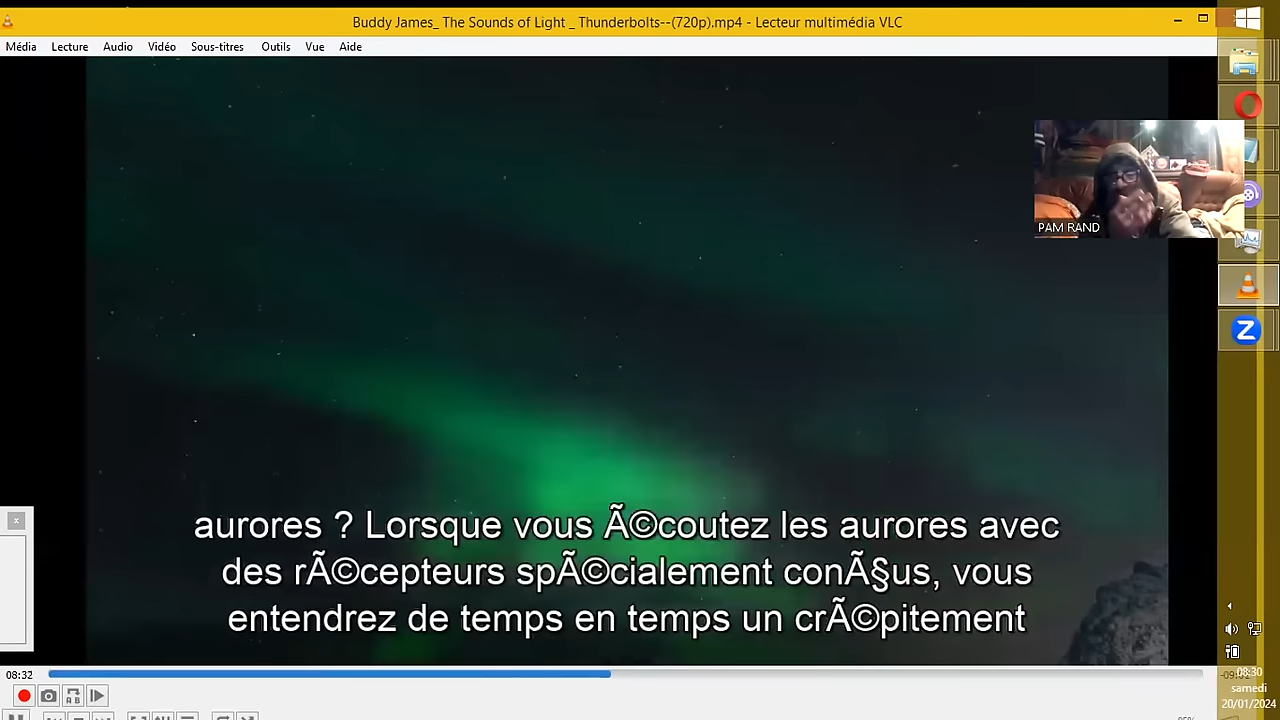 Buddy James_ The Sounds of Light _ Thunderbolts--(720p).mp4 - Lecteur multimédia VLC
Média Lecture Audio Vidéo Sous-titres Outils Vue Aide
PAM RAND
aurores ? Lorsque vous Ã©coutez les aurores avec
des rÃ©cepteurs spÃ©cialement conÃ§us, vous
entendrez de temps en temps un crÃ©pitement
08:32
08:30
samedi
20/01/2024